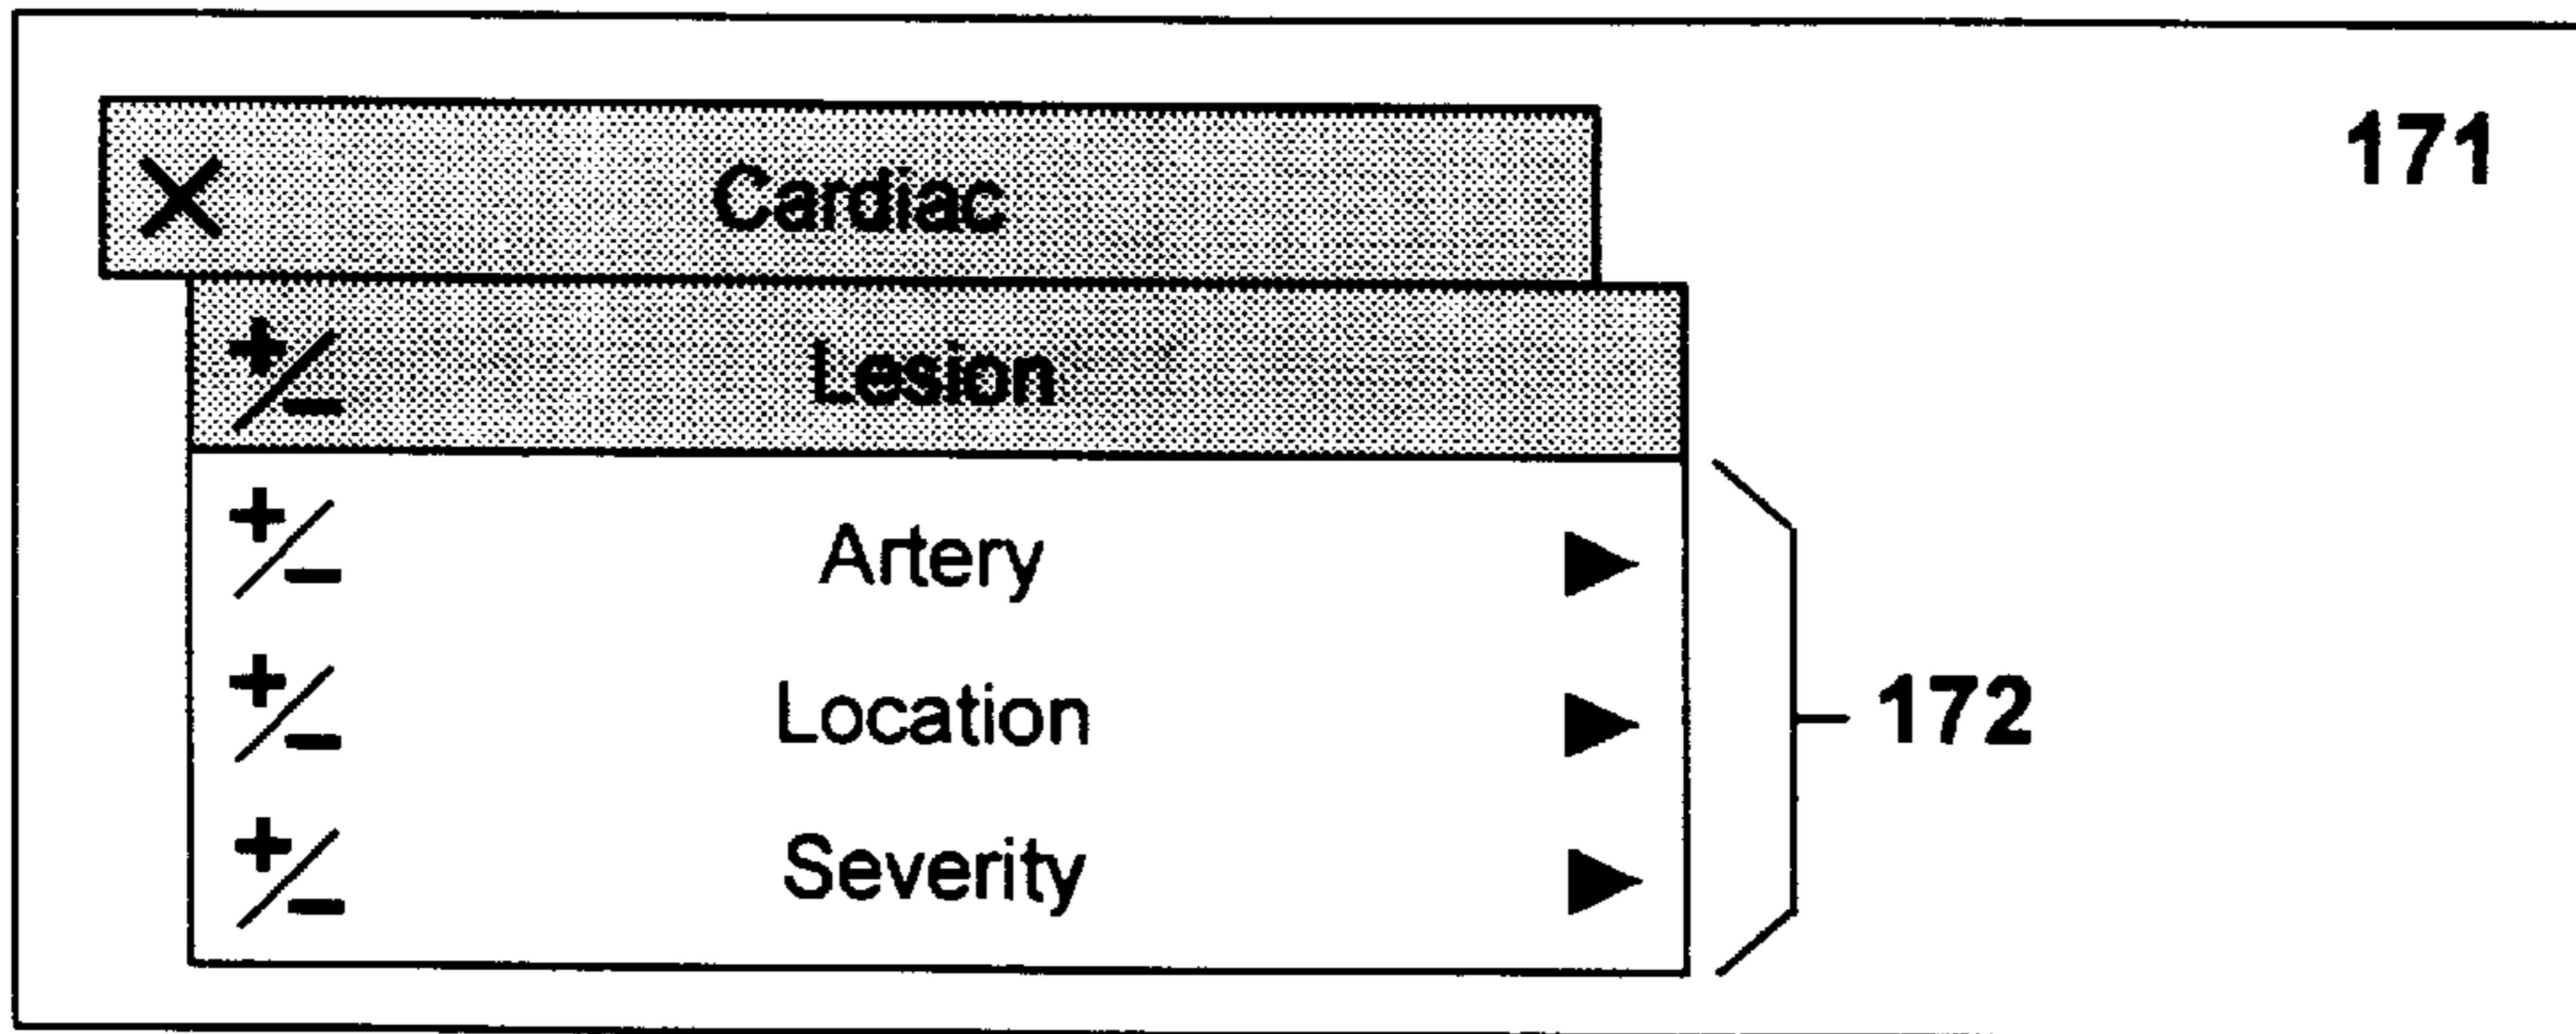 171
Cardiac
+/- Lesion
+/- Artery ▶
+/- Location ▶
+/- Severity ▶
172